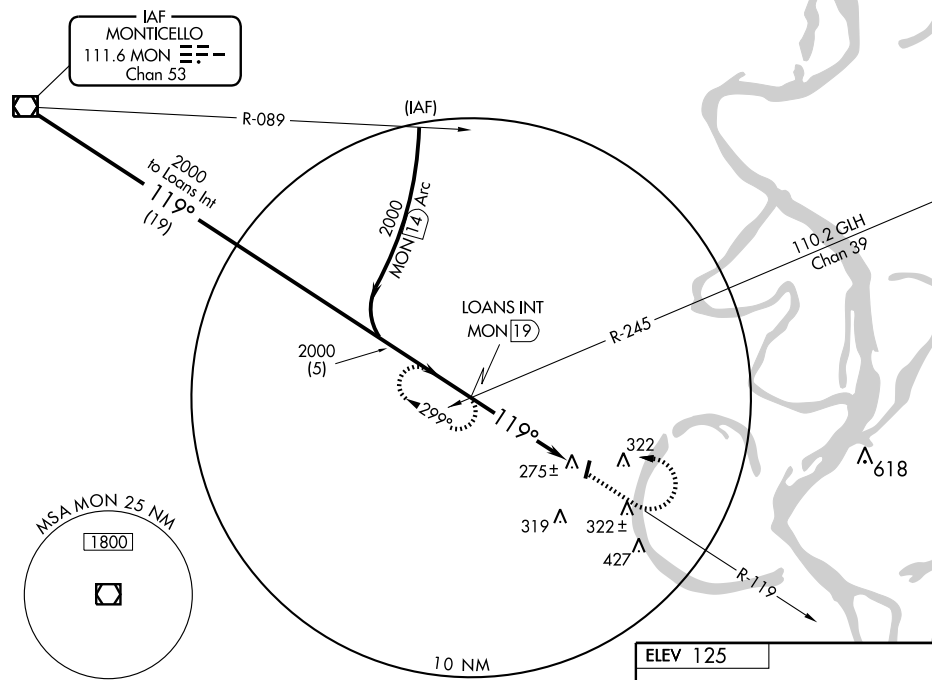 IAF
MONTICELLO
111.6 MON
Chan 53
R-089
(IAF)
2000
to Loans Int
119°
(19)
2000
MON 14 Arc
110.2 GLH
Chan 39
LOANS INT
MON 19
R-245
2000
(5)
299°
119°
275±
322
618
319
322±
427
R-119
MSA MON 25 NM
1800
10 NM
ELEV 125